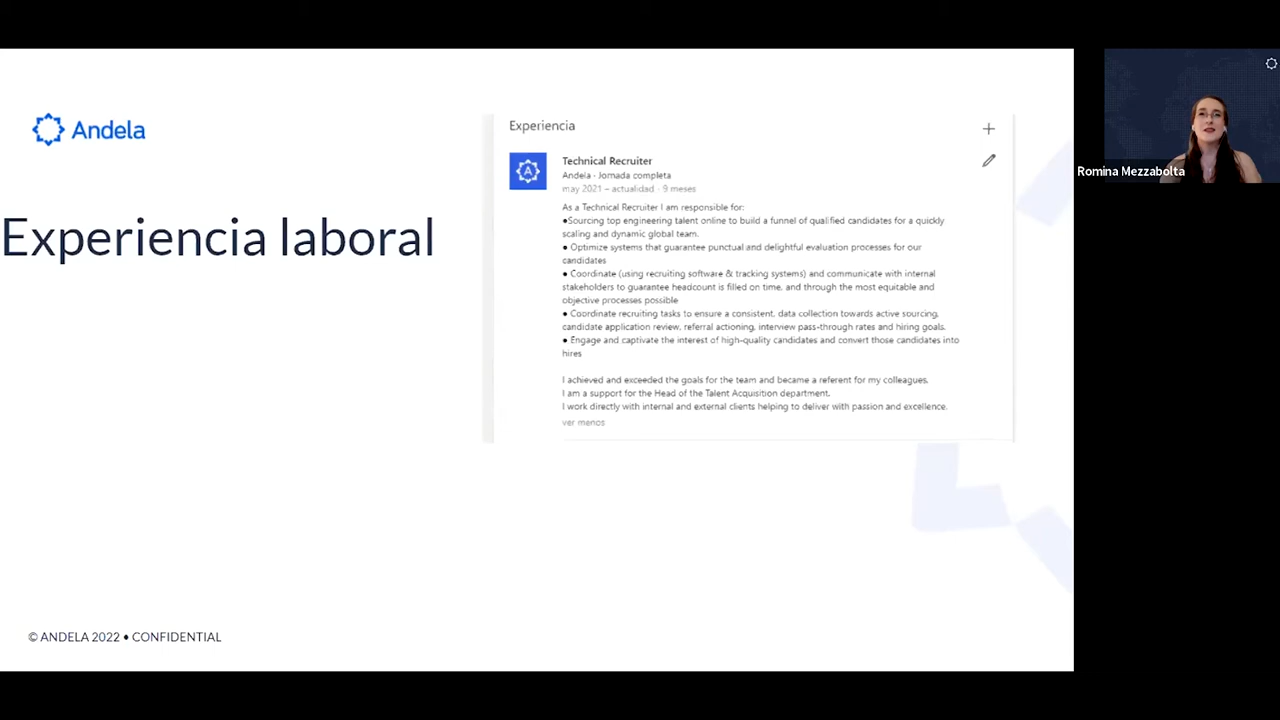 Andela
Experiencia laboral
Experiencia
Technical Recruiter
Andela · Jornada completa
may 2021 – actualidad · 9 meses
As a Technical Recruiter I am responsible for:
●Sourcing top engineering talent online to build a funnel of qualified candidates for a quickly
scaling and dynamic global team.
● Optimize systems that guarantee punctual and delightful evaluation processes for our
candidates
● Coordinate (using recruiting software & tracking systems) and communicate with internal
stakeholders to guarantee headcount is filled on time, and through the most equitable and
objective processes possible
● Coordinate recruiting tasks to ensure a consistent, data collection towards active sourcing,
candidate application review, referral actioning, interview pass-through rates and hiring goals.
● Engage and captivate the interest of high-quality candidates and convert those candidates into
hires
I achieved and exceeded the goals for the team and became a referent for my colleagues.
I am a support for the Head of the Talent Acquisition department.
I work directly with internal and external clients helping to deliver with passion and excellence.
ver menos
© ANDELA 2022 • CONFIDENTIAL
Romina Mezzabolta